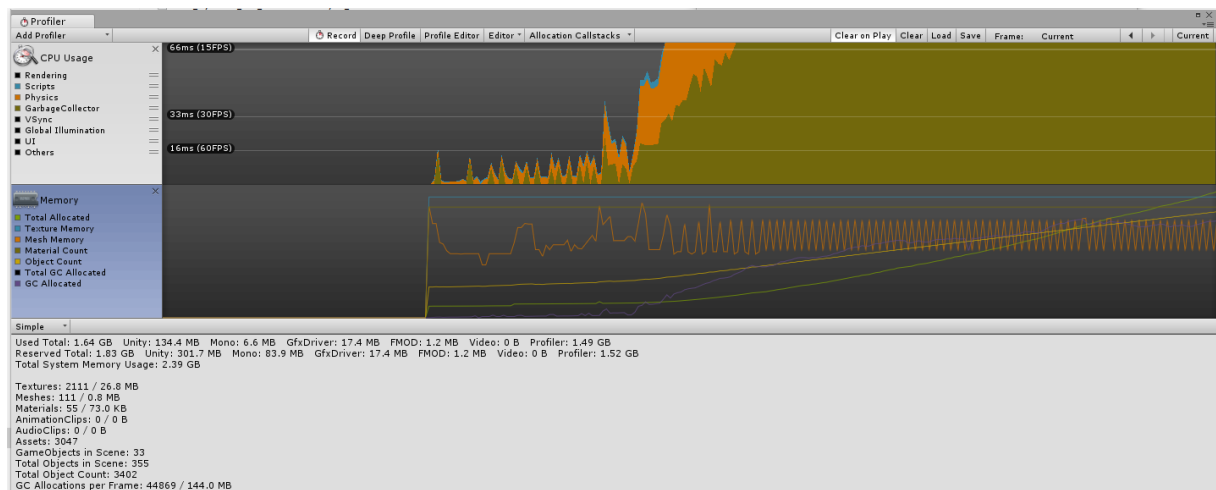 Profiler
Add Profiler Record Deep Profile Profile Editor Editor Allocation Callstacks Clear on Play Clear Load Save Frame: Current Current
CPU Usage
Rendering
Scripts
Physics
GarbageCollector
VSync
Global Illumination
UI
Others
66ms (15FPS)
33ms (30FPS)
16ms (60FPS)
Memory
Total Allocated
Texture Memory
Mesh Memory
Material Count
Object Count
Total GC Allocated
GC Allocated
Simple
Used Total: 1.64 GB Unity: 134.4 MB Mono: 6.6 MB GfxDriver: 17.4 MB FMOD: 1.2 MB Video: 0 B Profiler: 1.49 GB
Reserved Total: 1.83 GB Unity: 301.7 MB Mono: 83.9 MB GfxDriver: 17.4 MB FMOD: 1.2 MB Video: 0 B Profiler: 1.52 GB
Total System Memory Usage: 2.39 GB
Textures: 2111 / 26.8 MB
Meshes: 111 / 0.8 MB
Materials: 55 / 73.0 KB
AnimationClips: 0 / 0 B
AudioClips: 0 / 0 B
Assets: 3047
GameObjects in Scene: 33
Total Objects in Scene: 355
Total Object Count: 3402
GC Allocations per Frame: 44869 / 144.0 MB